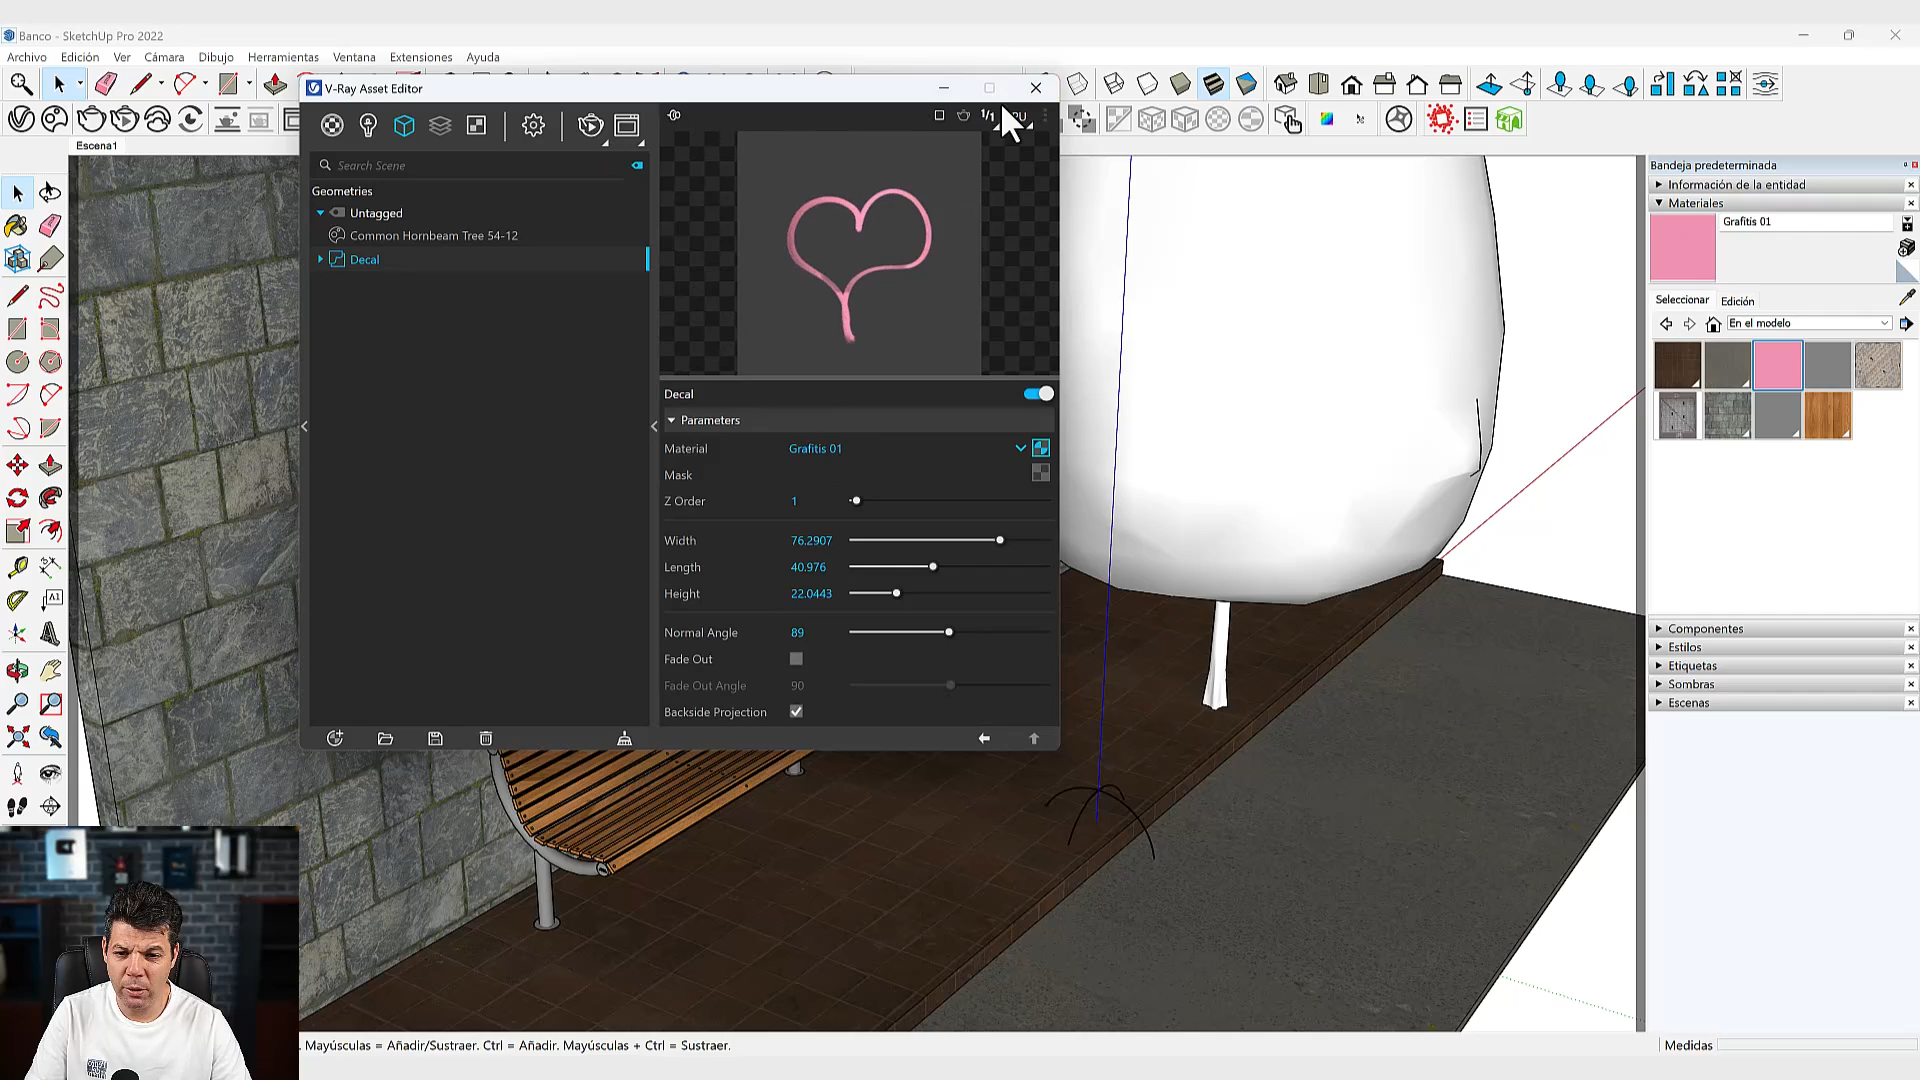 Banco - SketchUp Pro 2022
Archivo Edición Ver Cámara Dibujo Herramientas Ventana Extensiones Ayuda
V-Ray Asset Editor
1/1
Escena1
Search Scene
Geometries
Untagged
Common Hornbeam Tree 54-12
Decal
Decal
Parameters
Material Grafitis 01
Mask
Z Order 1
Width 76.2907
Length 40.976
Height 22.0443
Normal Angle 89
Fade Out
Fade Out Angle 90
Backside Projection
Bandeja predeterminada
Información de la entidad
Materiales
Grafitis 01
Seleccionar Edición
En el modelo
Componentes
Estilos
Etiquetas
Sombras
Escenas
Mayúsculas = Añadir/Sustraer. Ctrl = Añadir. Mayúsculas + Ctrl = Sustraer.
Medidas